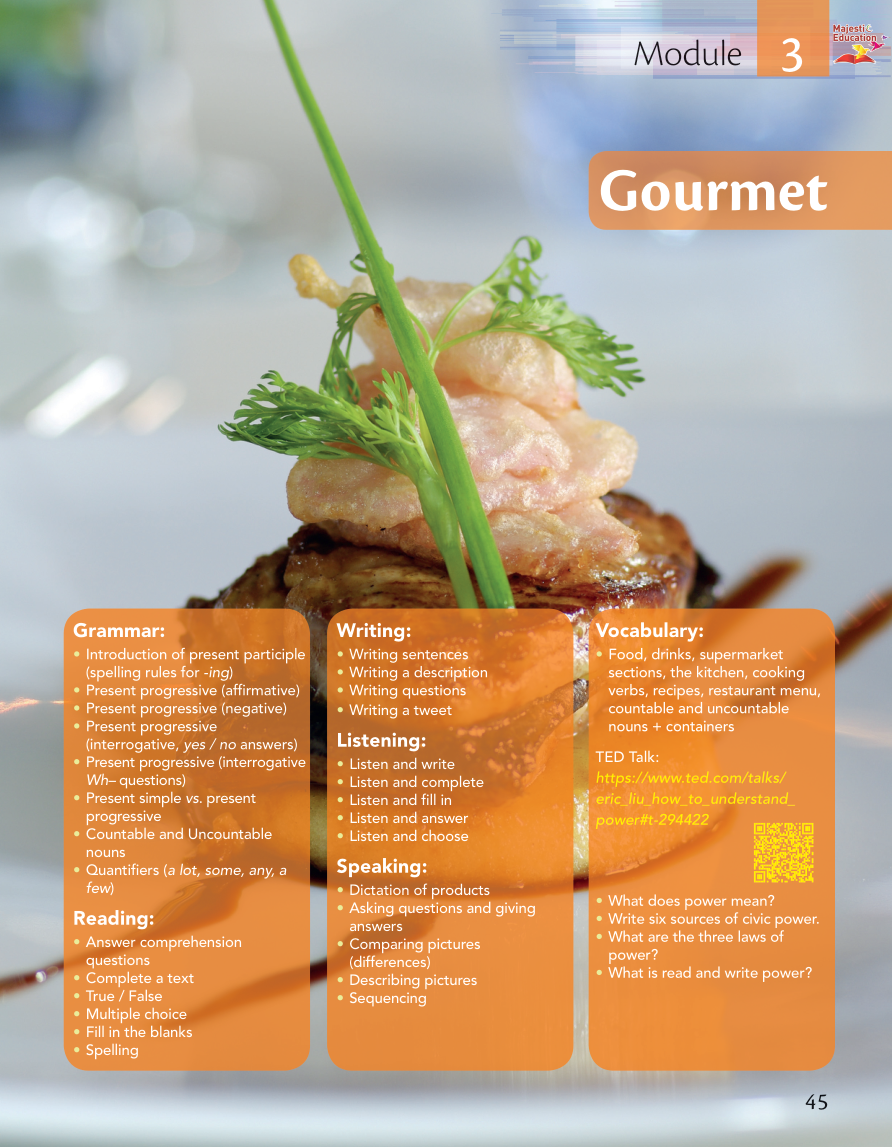 Module 3
Majestic
Education
Gourmet
Grammar:
• Introduction of present participle
(spelling rules for -ing)
• Present progressive (affirmative)
• Present progressive (negative)
• Present progressive
(interrogative, yes / no answers)
• Present progressive (interrogative
Wh– questions)
• Present simple vs. present
progressive
• Countable and Uncountable
nouns
• Quantifiers (a lot, some, any, a
few)
Reading:
• Answer comprehension
questions
• Complete a text
• True / False
• Multiple choice
• Fill in the blanks
• Spelling
Writing:
• Writing sentences
• Writing a description
• Writing questions
• Writing a tweet
Listening:
• Listen and write
• Listen and complete
• Listen and fill in
• Listen and answer
• Listen and choose
Speaking:
• Dictation of products
• Asking questions and giving
answers
• Comparing pictures
(differences)
• Describing pictures
• Sequencing
Vocabulary:
• Food, drinks, supermarket
sections, the kitchen, cooking
verbs, recipes, restaurant menu,
countable and uncountable
nouns + containers
TED Talk:
https://www.ted.com/talks/
eric_liu_how_to_understand_
power#t-294422
• What does power mean?
• Write six sources of civic power.
• What are the three laws of
power?
• What is read and write power?
45